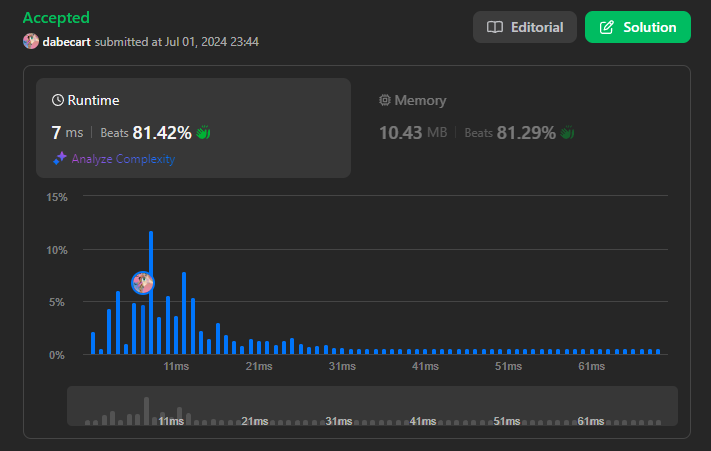 Accepted
dabecart submitted at Jul 01, 2024 23:44
Editorial
Solution
Runtime
7 ms | Beats 81.42%
Analyze Complexity
Memory
10.43 MB | Beats 81.29%
15%
10%
5%
0%
11ms 21ms 31ms 41ms 51ms 61ms
11ms 21ms 31ms 41ms 51ms 61ms